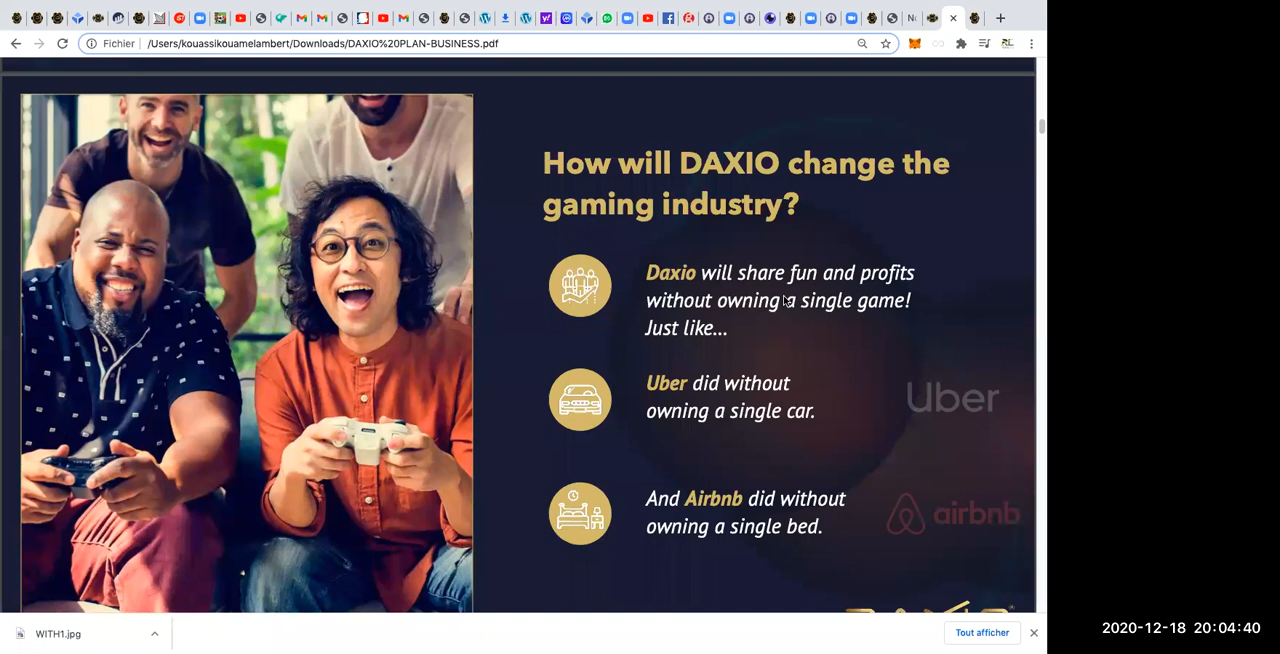 Fichier
/Users/kouassikouamelambert/Downloads/DAXIO%20PLAN-BUSINESS.pdf
How will DAXIO change the
gaming industry?
Daxio will share fun and profits
without owning a single game!
Just like...
Uber did without
owning a single car.
Uber
And Airbnb did without
owning a single bed.
airbnb
WITH1.jpg
Tout afficher
2020-12-18 20:04:40